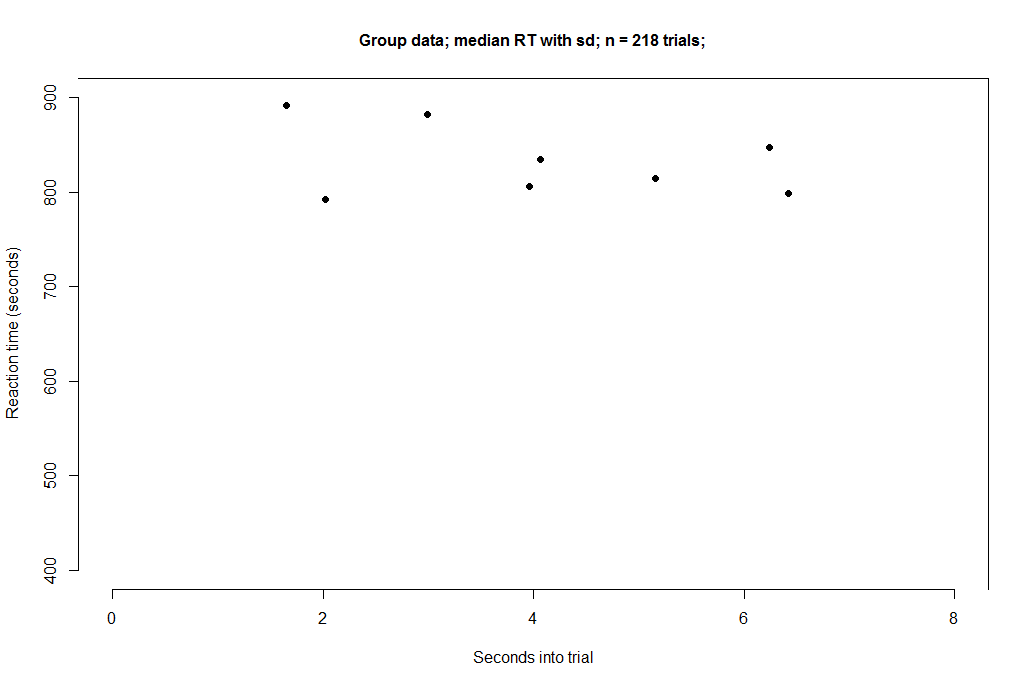 Group data; median RT with sd; n = 218 trials;
Reaction time (seconds)
900
800
700
600
500
400
0 2 4 6 8
Seconds into trial